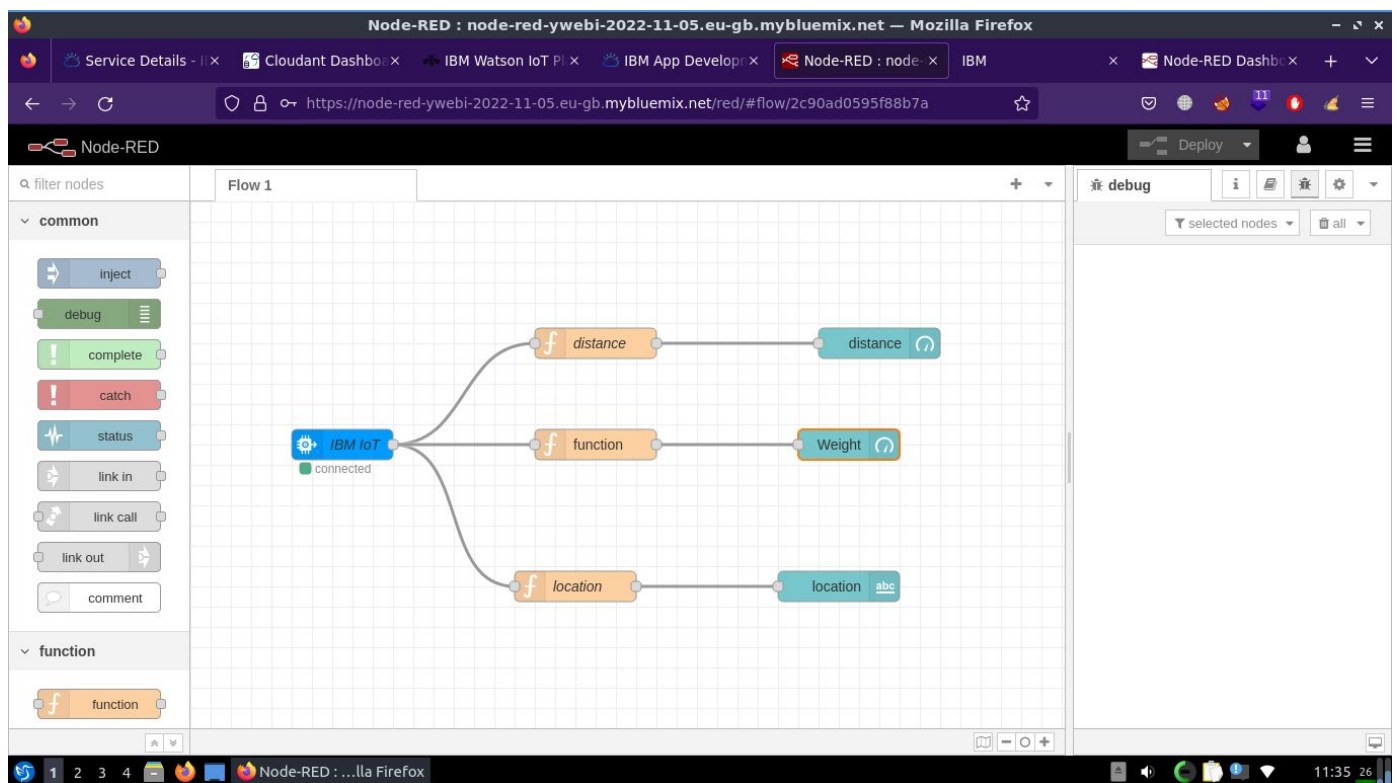 Node-RED : node-red-ywebi-2022-11-05.eu-gb.mybluemix.net — Mozilla Firefox
Service Details - I
Cloudant Dashboa
IBM Watson IoT Pl
IBM App Developm
Node-RED : node-
IBM
Node-RED Dashbo
https://node-red-ywebi-2022-11-05.eu-gb.mybluemix.net/red/#flow/2c90ad0595f88b7a
11
Node-RED
Deploy
filter nodes
Flow 1
debug
i
common
selected nodes
all
inject
debug
complete
catch
status
link in
link call
link out
comment
function
function
distance
distance
IBM IoT
connected
function
Weight
location
location
abc
1 2 3 4
Node-RED : ...lla Firefox
11:35 26